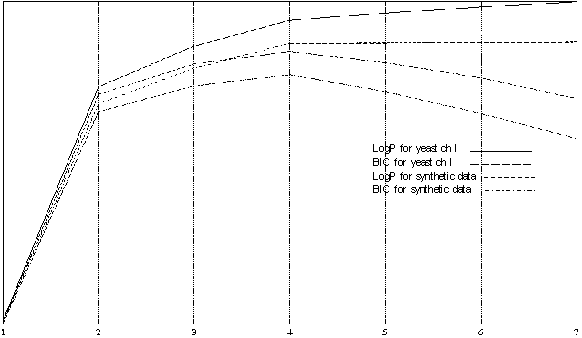 LogP for yeast ch I
BIC for yeast ch I
LogP for synthetic data
BIC for synthetic data
1 2 3 4 5 6 7